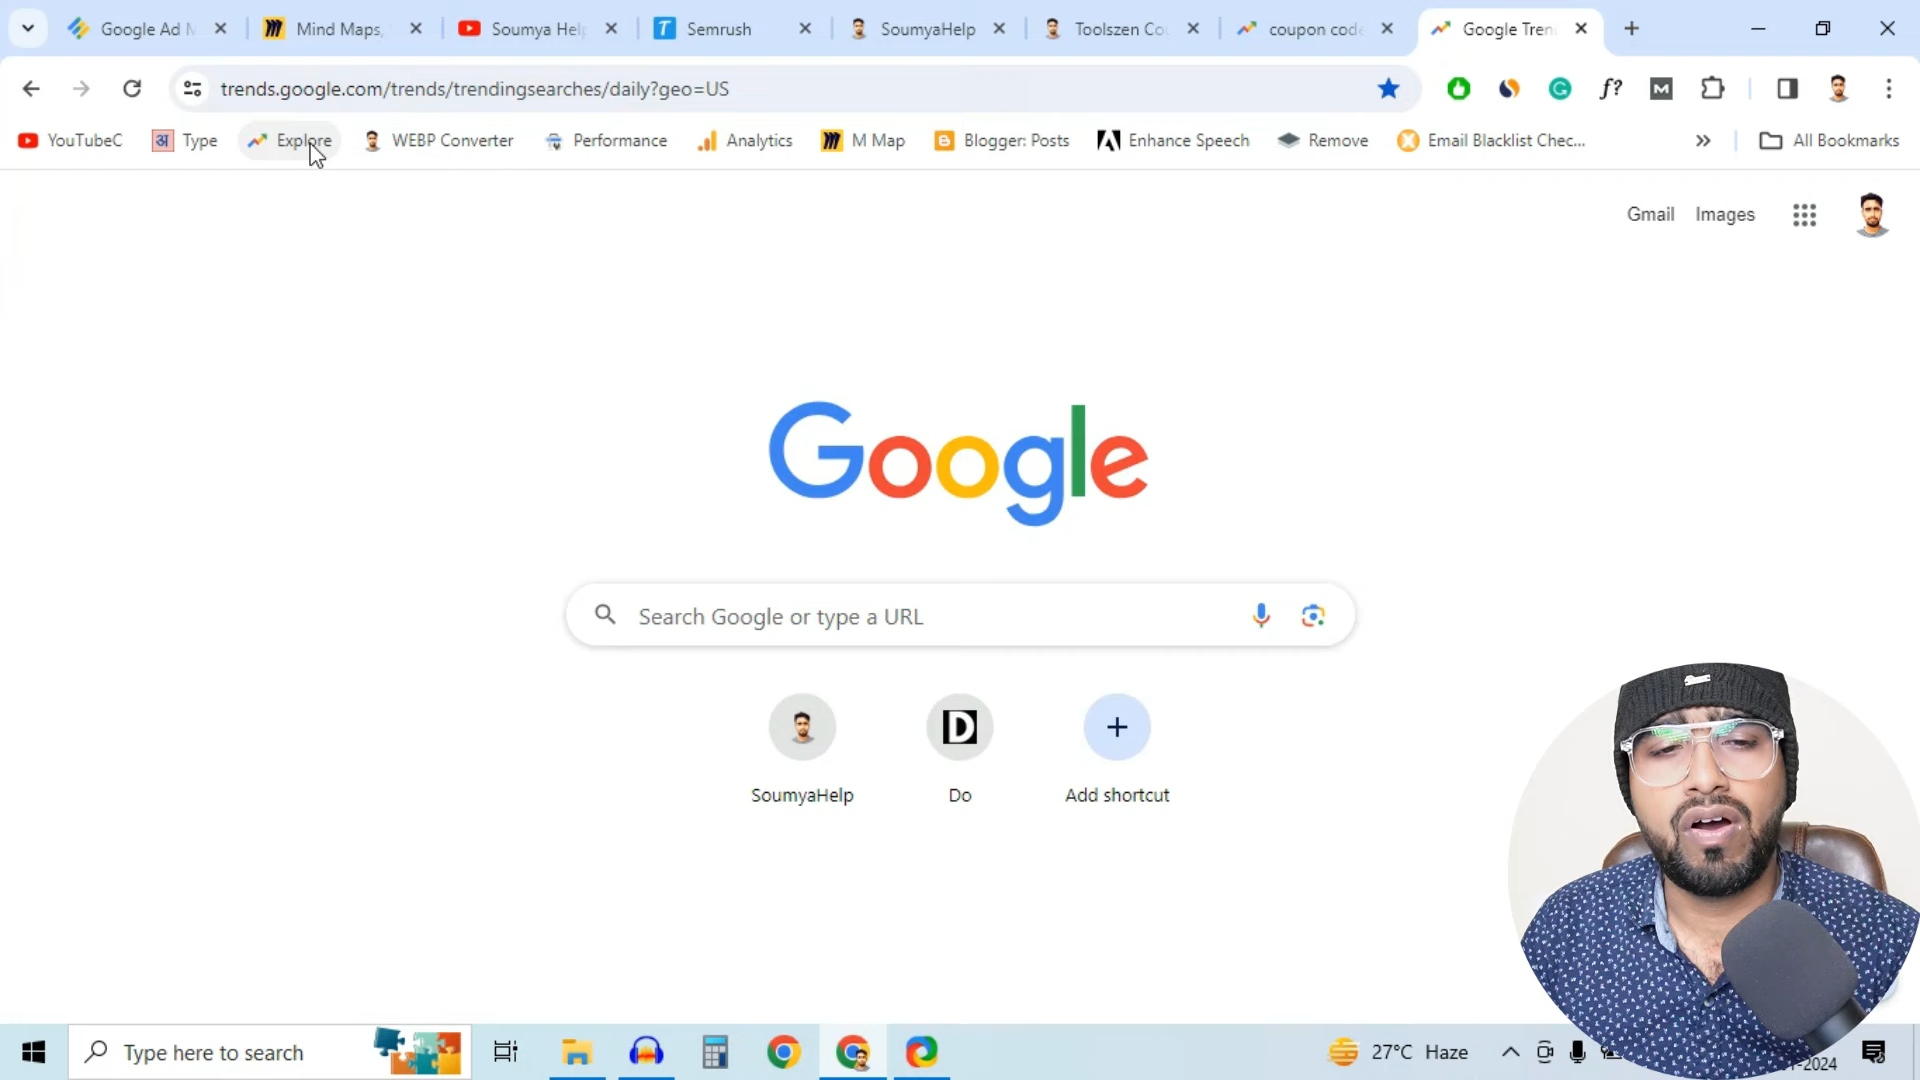 Google Ad M
Mind Maps,
Soumya Hel
Semrush
SoumyaHelp
Toolszen Co
coupon code
Google Tren
trends.google.com/trends/trendingsearches/daily?geo=US
YouTubeC
अ Type
Explore
WEBP Converter
Performance
Analytics
M Map
Blogger: Posts
Enhance Speech
Remove
Email Blacklist Chec...
All Bookmarks
Gmail
Images
Google
Search Google or type a URL
SoumyaHelp
D
Do
Add shortcut
Type here to search
27°C Haze
-2024